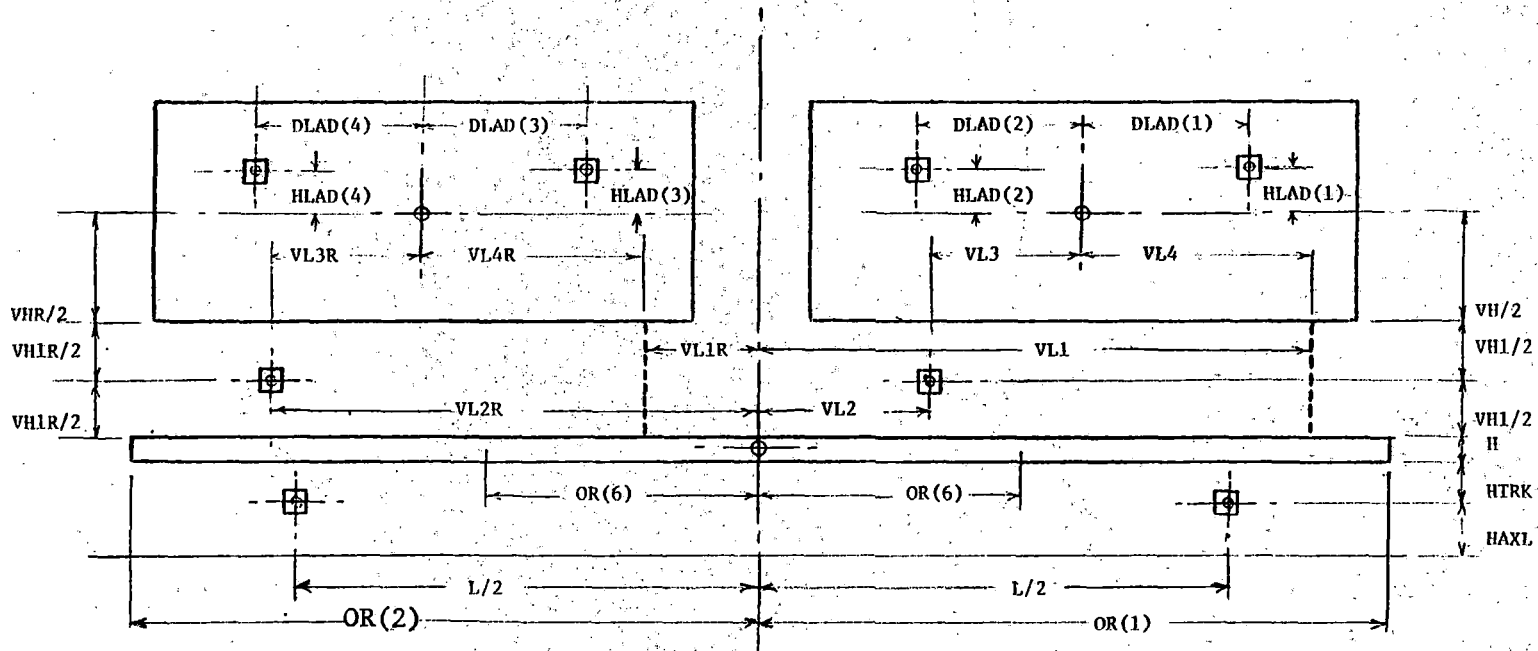 DLAD(4) DLAD(3) DLAD(2) DLAD(1)
HLAD(4) HLAD(3) HLAD(2) HLAD(1)
VL3R VL4R VL3 VL4
VHR/2 VH/2
VH1R/2 VL1R VL1 VH1/2
VH1R/2 VL2R VL2 VH1/2
H
OR(6) OR(6) HTRK
HAXL
L/2 L/2
OR(2) OR(1)